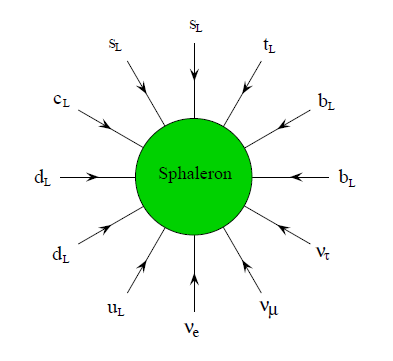 s_L
s_L t_L
c_L b_L
d_L Sphaleron b_L
d_L ν_τ
u_L ν_μ
ν_e